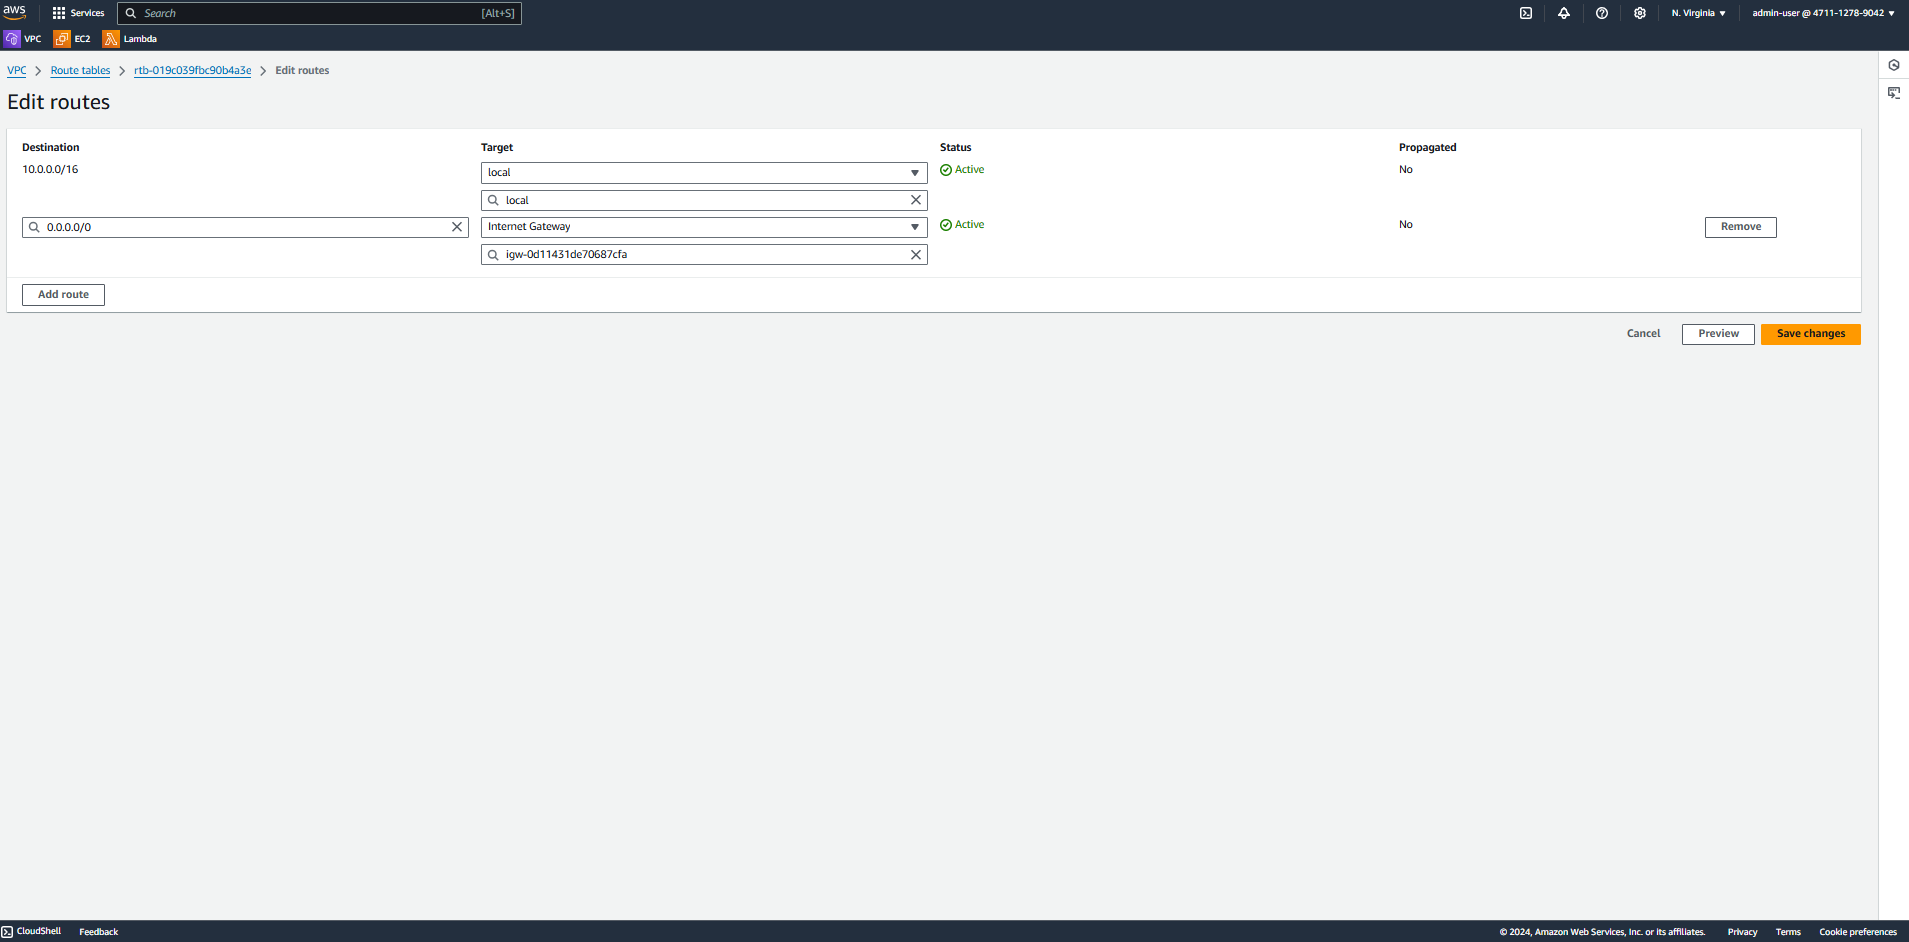 aws
Services
Search [Alt+S]
N. Virginia
admin-user @ 4711-1278-9042
VPC EC2 Lambda
VPC Route tables rtb-019c039fbc90b4a3e Edit routes
Edit routes
Destination Target Status Propagated
10.0.0.0/16 local Active No
local
0.0.0.0/0 Internet Gateway Active No Remove
igw-0d11431de70687cfa
Add route
Cancel Preview Save changes
CloudShell Feedback © 2024, Amazon Web Services, Inc. or its affiliates. Privacy Terms Cookie preferences